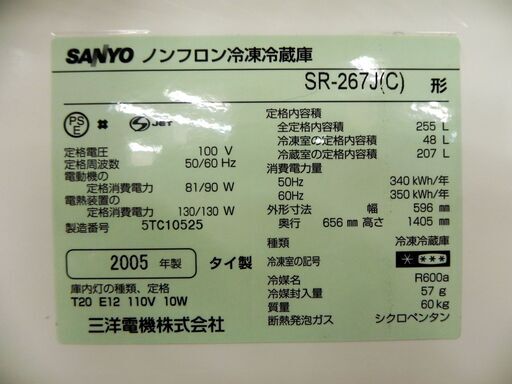 SANYO ノンフロン冷凍冷蔵庫
SR-267J(C) 形
PS E JET
定格電圧 100 V
定格周波数 50/60 Hz
電動機の
定格消費電力 81/90 W
電熱装置の
定格消費電力 130/130 W
製造番号 5TC10525
2005 年製 タイ製
庫内灯の種類、定格
T20 E12 110V 10W
三洋電機株式会社
定格内容積
全定格内容積 255 L
冷凍室の定格内容積 48 L
冷蔵室の定格内容積 207 L
消費電力量
50Hz 340 kWh/年
60Hz 350 kWh/年
外形寸法 幅 596 mm
奥行 656 mm 高さ 1405 mm
種類 冷凍冷蔵庫
冷凍室の記号 * ***
冷媒名 R600a
冷媒封入量 57 g
質量 60 kg
断熱発泡ガス シクロペンタン